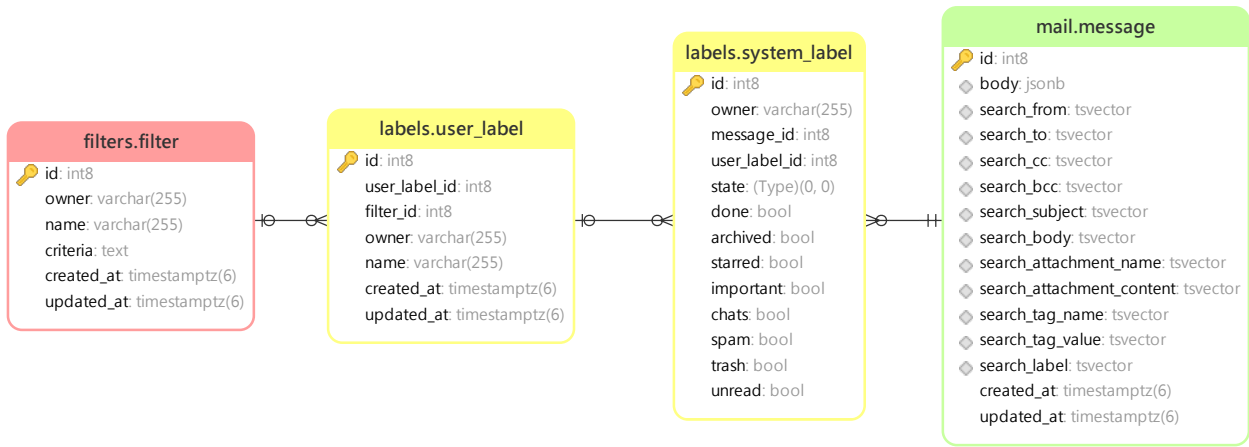 filters.filter
id: int8
owner: varchar(255)
name: varchar(255)
criteria: text
created_at: timestamptz(6)
updated_at: timestamptz(6)
labels.user_label
id: int8
user_label_id: int8
filter_id: int8
owner: varchar(255)
name: varchar(255)
created_at: timestamptz(6)
updated_at: timestamptz(6)
labels.system_label
id: int8
owner: varchar(255)
message_id: int8
user_label_id: int8
state: (Type)(0, 0)
done: bool
archived: bool
starred: bool
important: bool
chats: bool
spam: bool
trash: bool
unread: bool
mail.message
id: int8
body: jsonb
search_from: tsvector
search_to: tsvector
search_cc: tsvector
search_bcc: tsvector
search_subject: tsvector
search_body: tsvector
search_attachment_name: tsvector
search_attachment_content: tsvector
search_tag_name: tsvector
search_tag_value: tsvector
search_label: tsvector
created_at: timestamptz(6)
updated_at: timestamptz(6)